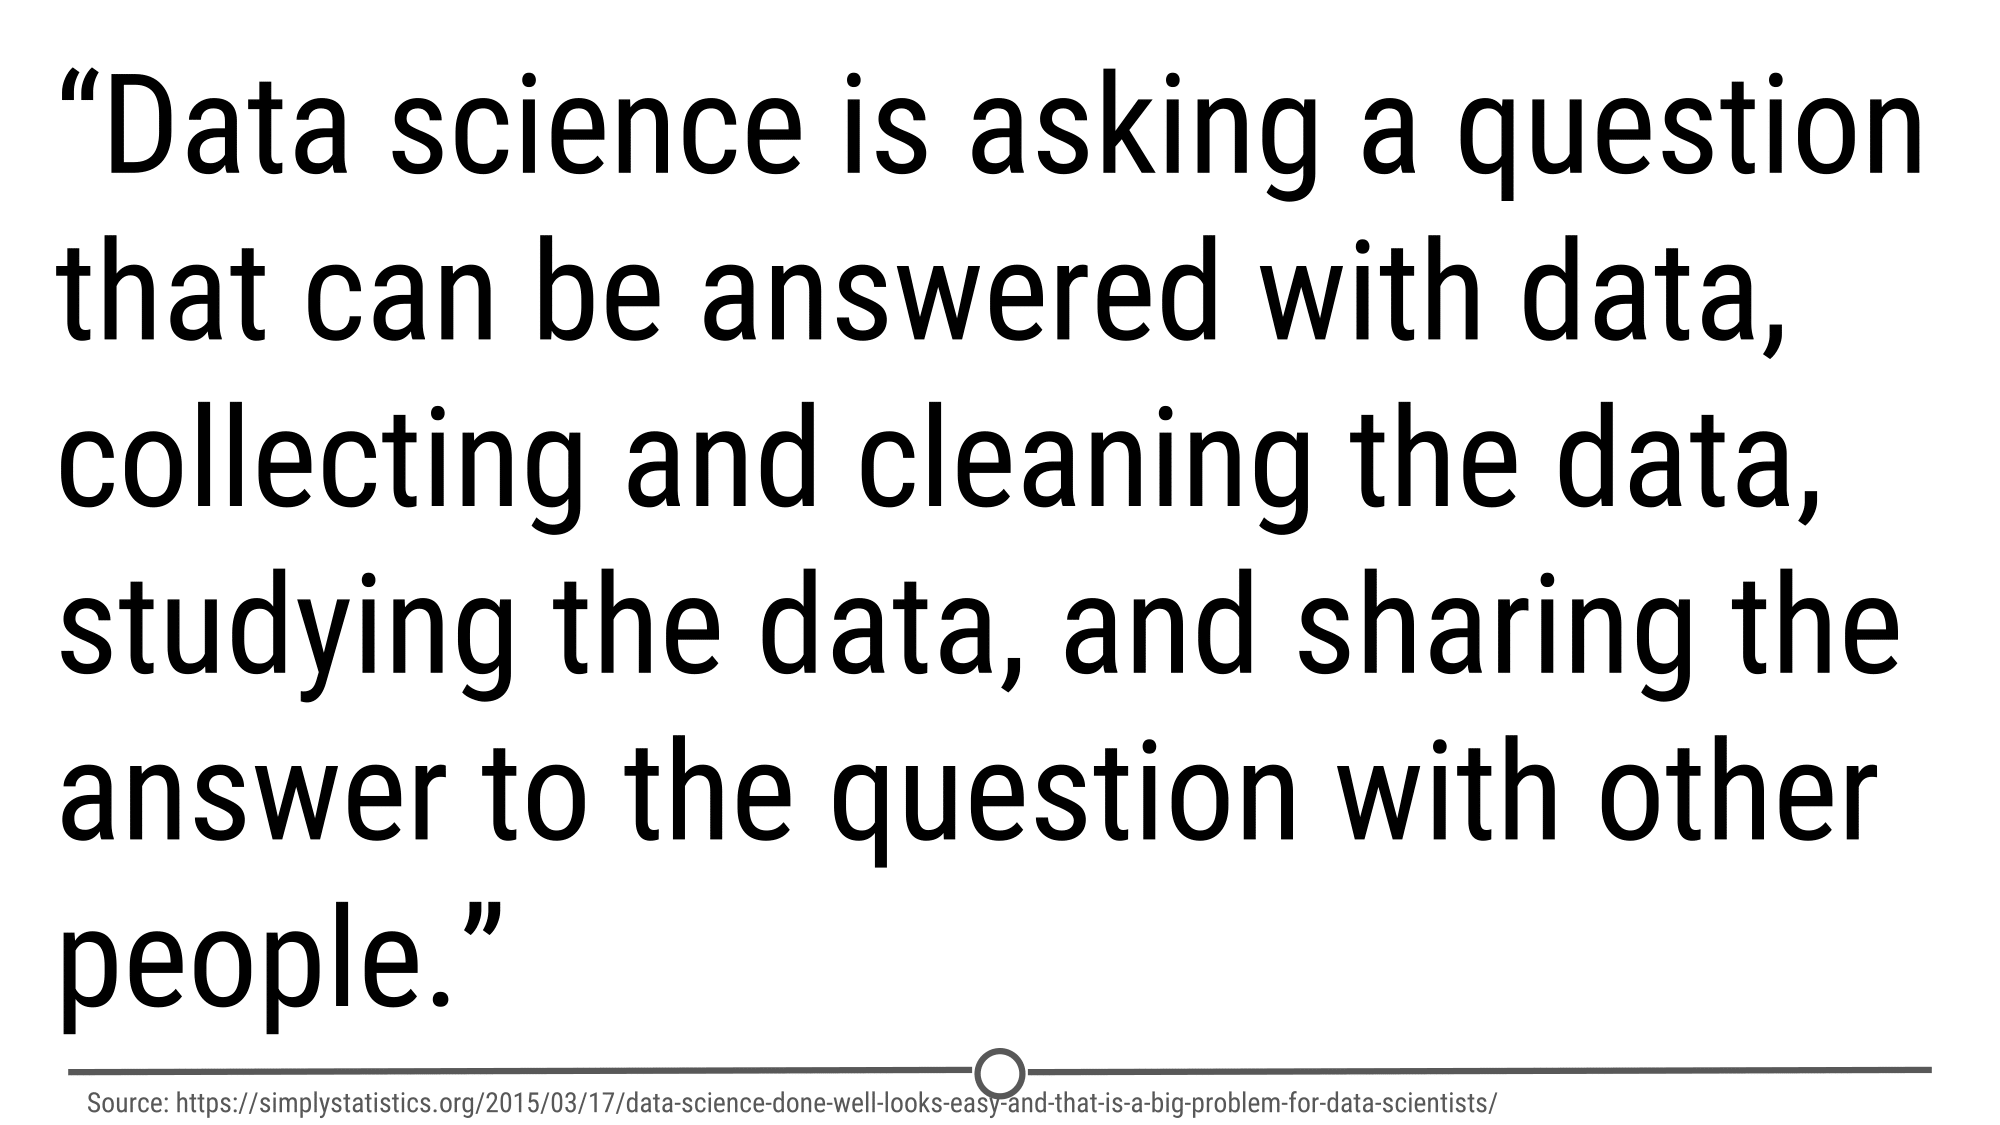 “Data science is asking a question
that can be answered with data,
collecting and cleaning the data,
studying the data, and sharing the
answer to the question with other
people.”
Source: https://simplystatistics.org/2015/03/17/data-science-done-well-looks-easy-and-that-is-a-big-problem-for-data-scientists/